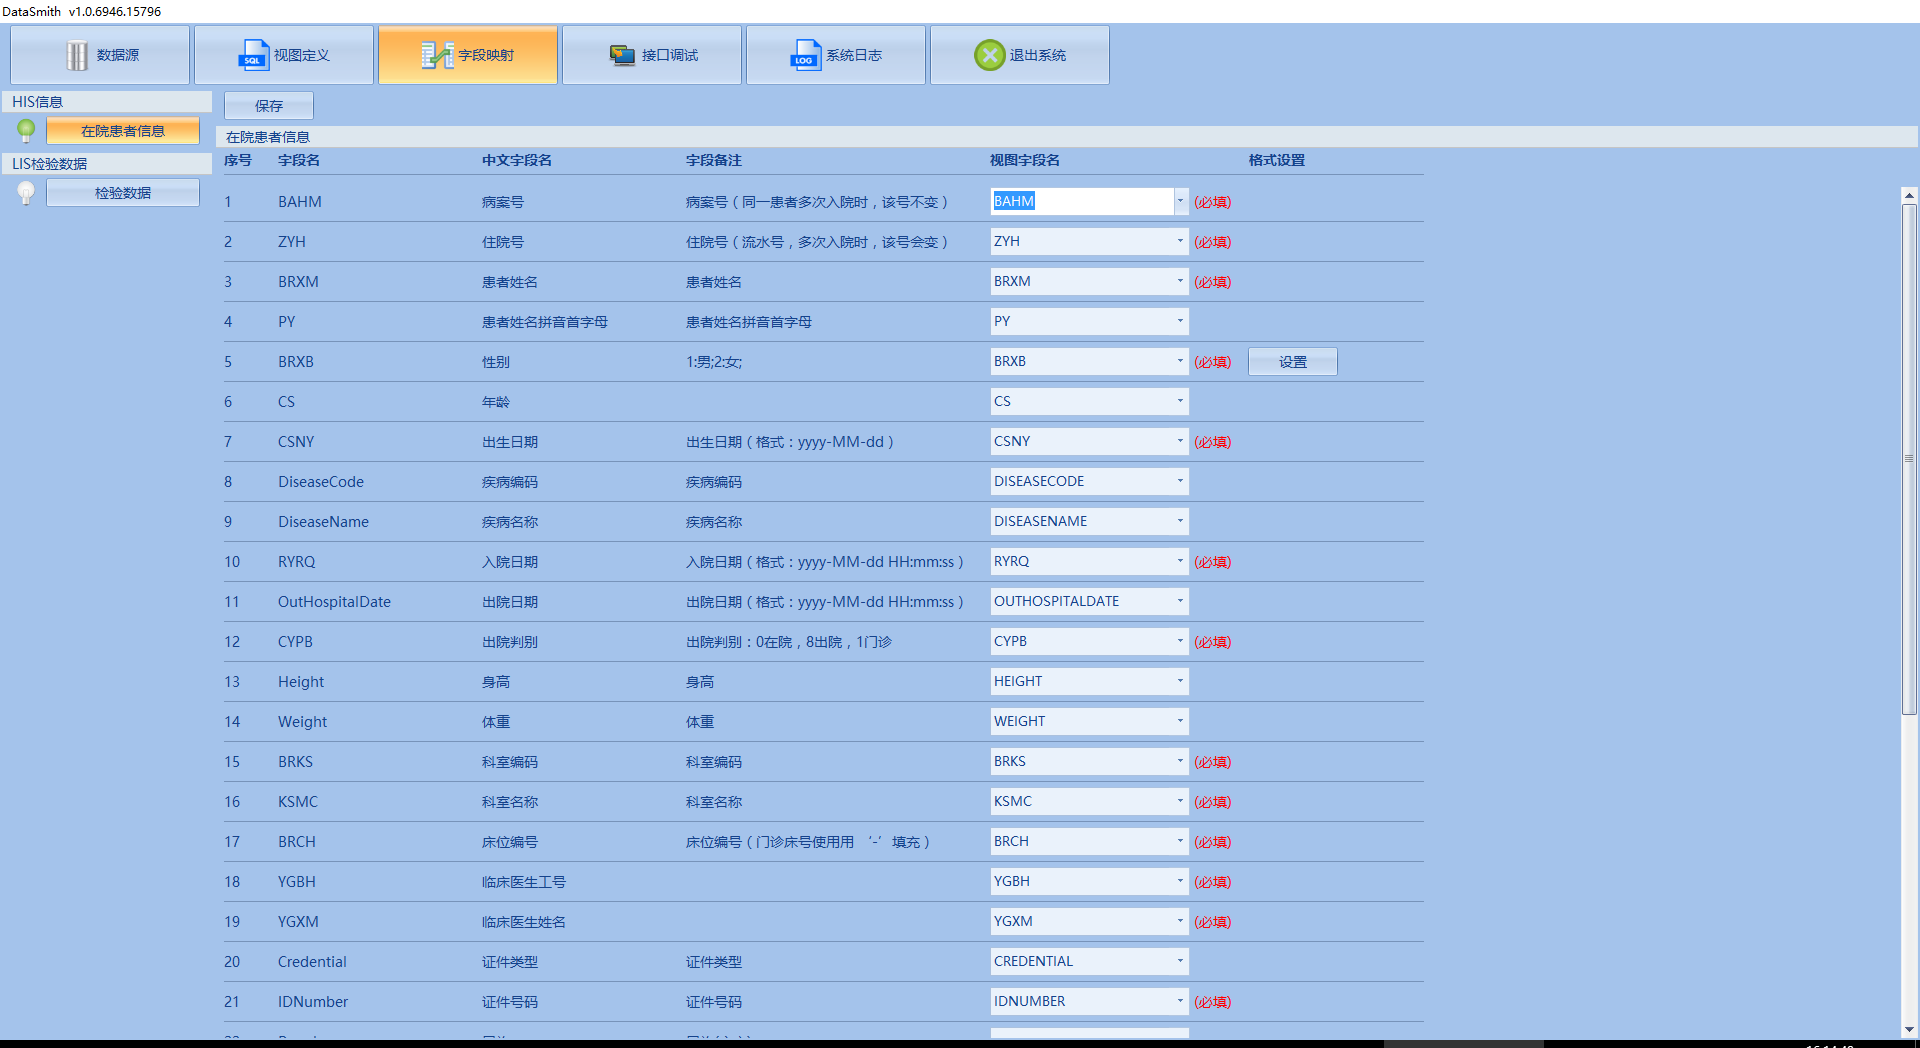 DataSmith v1.0.6946.15796
数据源 视图定义 字段映射 接口调试 系统日志 退出系统
HIS信息
在院患者信息
LIS检验数据
检验数据
保存
在院患者信息
序号 字段名 中文字段名 字段备注 视图字段名 格式设置
1 BAHM 病案号 病案号（同一患者多次入院时，该号不变） BAHM (必填)
2 ZYH 住院号 住院号（流水号，多次入院时，该号会变） ZYH (必填)
3 BRXM 患者姓名 患者姓名 BRXM (必填)
4 PY 患者姓名拼音首字母 患者姓名拼音首字母 PY
5 BRXB 性别 1:男;2:女; BRXB (必填) 设置
6 CS 年龄 CS
7 CSNY 出生日期 出生日期（格式：yyyy-MM-dd） CSNY (必填)
8 DiseaseCode 疾病编码 疾病编码 DISEASECODE
9 DiseaseName 疾病名称 疾病名称 DISEASENAME
10 RYRQ 入院日期 入院日期（格式：yyyy-MM-dd HH:mm:ss） RYRQ (必填)
11 OutHospitalDate 出院日期 出院日期（格式：yyyy-MM-dd HH:mm:ss） OUTHOSPITALDATE
12 CYPB 出院判别 出院判别：0在院，8出院，1门诊 CYPB (必填)
13 Height 身高 身高 HEIGHT
14 Weight 体重 体重 WEIGHT
15 BRKS 科室编码 科室编码 BRKS (必填)
16 KSMC 科室名称 科室名称 KSMC (必填)
17 BRCH 床位编号 床位编号（门诊床号使用用 ‘-’ 填充） BRCH (必填)
18 YGBH 临床医生工号 YGBH (必填)
19 YGXM 临床医生姓名 YGXM (必填)
20 Credential 证件类型 证件类型 CREDENTIAL
21 IDNumber 证件号码 证件号码 IDNUMBER (必填)